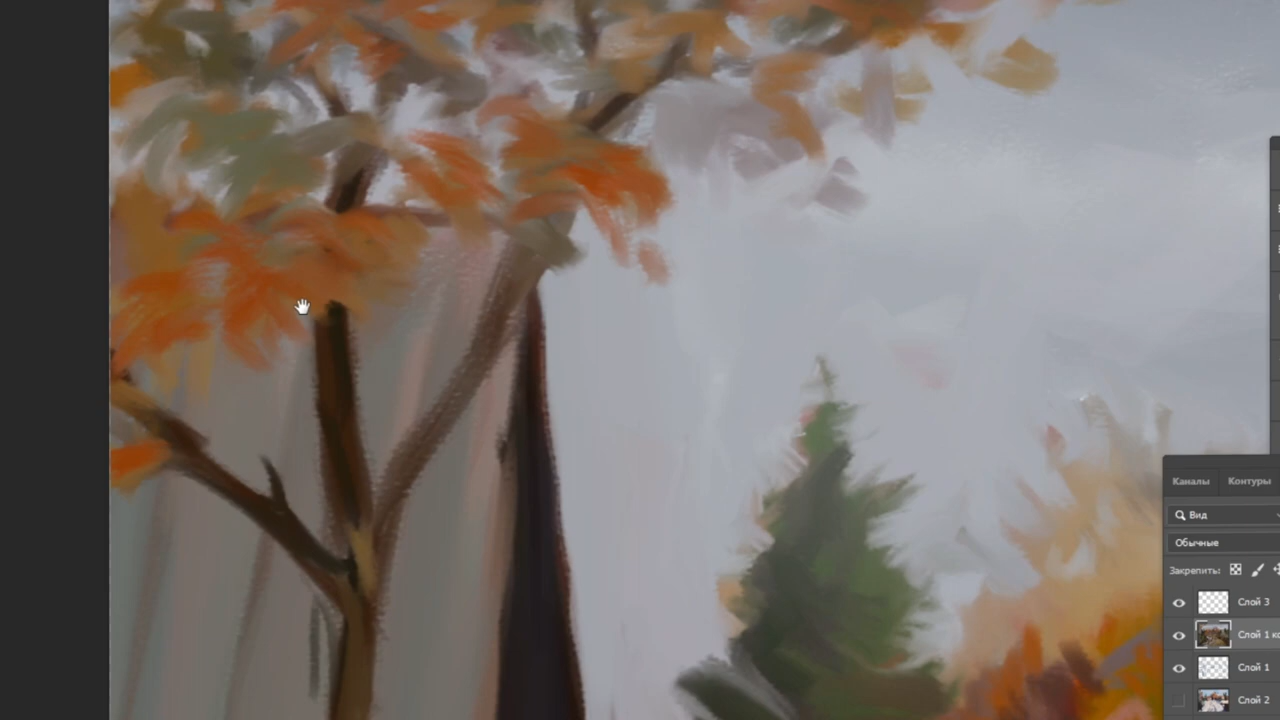 Каналы Контуры
Вид
Обычные
Закрепить:
Слой 3
Слой 1
Слой 1
Слой 2